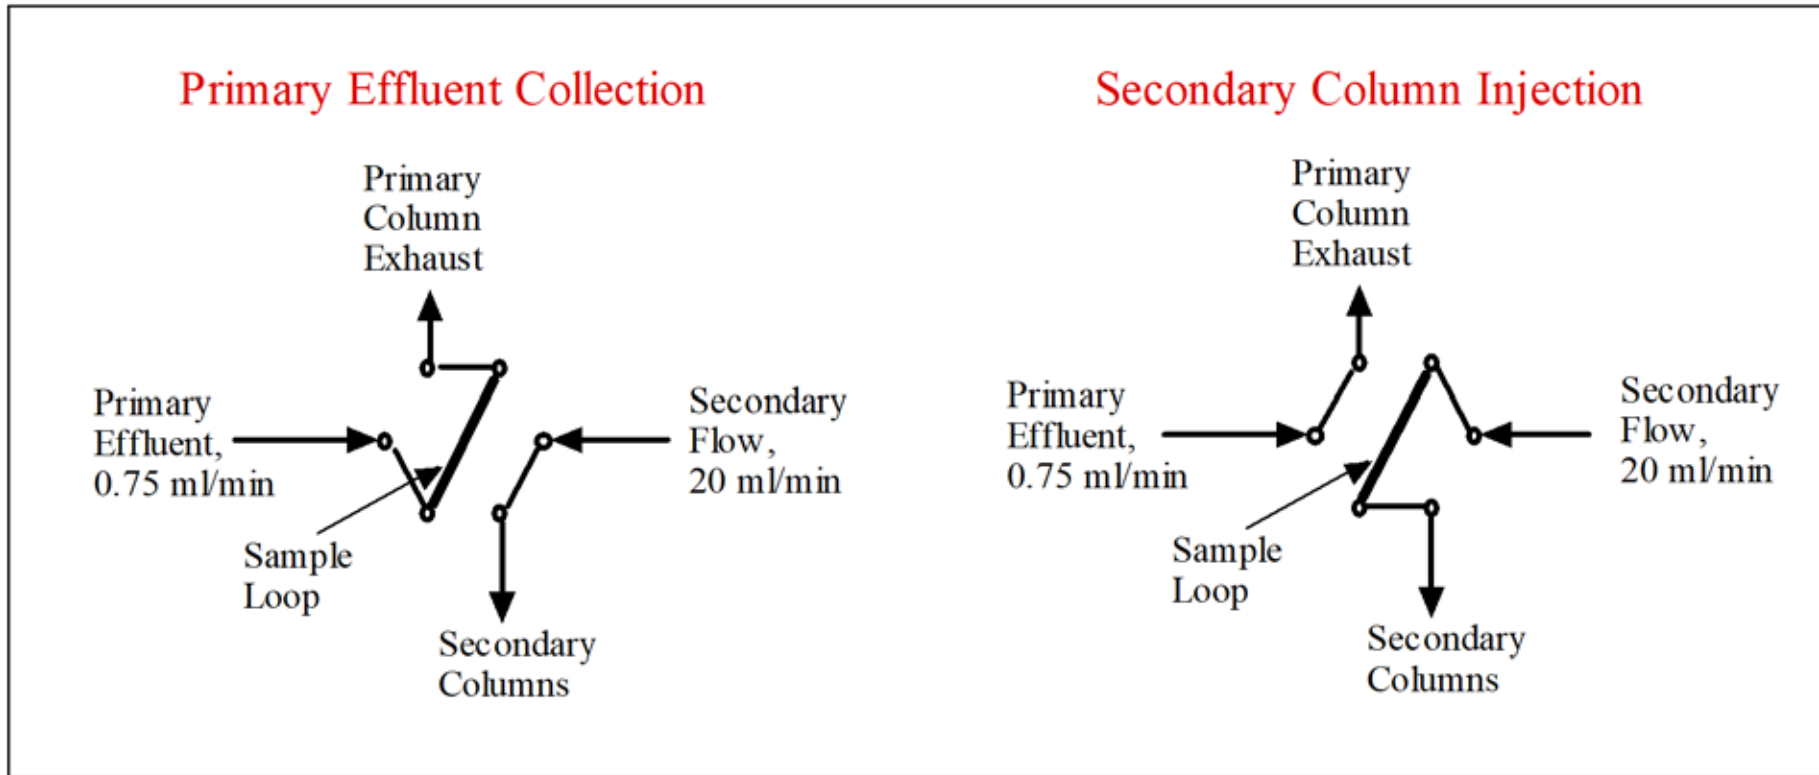 Primary Effluent Collection
Primary
Column
Exhaust
Primary
Effluent,
0.75 ml/min
Secondary
Flow,
20 ml/min
Sample
Loop
Secondary
Columns
Secondary Column Injection
Primary
Column
Exhaust
Primary
Effluent,
0.75 ml/min
Secondary
Flow,
20 ml/min
Sample
Loop
Secondary
Columns